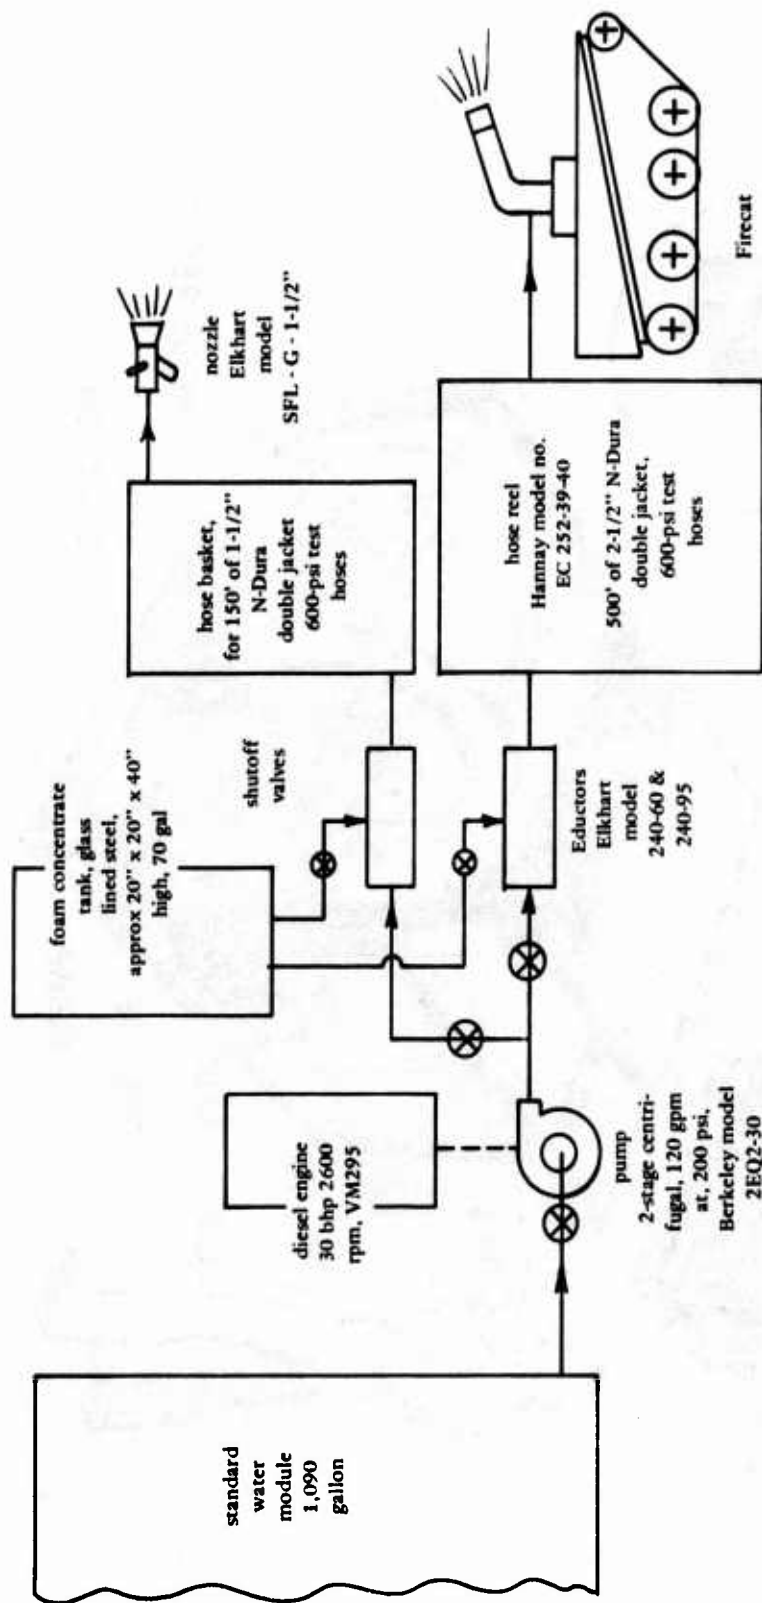 standard
water
module
1,090
gallon
diesel engine
30 bhp 2600
rpm, VM295
pump
2-stage centri-
fugal, 120 gpm
at, 200 psi,
Berkeley model
2EQ2-30
foam concentrate
tank, glass
lined steel,
approx 20" x 20" x 40"
high, 70 gal
shutoff
valves
Eductors
Elkhart
model
240-60 &
240-95
hose basket,
for 150' of 1-1/2"
N-Dura
double jacket
600-psi test
hoses
hose reel
Hannay model no.
EC 252-39-40
500' of 2-1/2" N-Dura
double jacket,
600-psi test
hoses
nozzle
Elkhart
model
SFL - G - 1-1/2"
Firecat